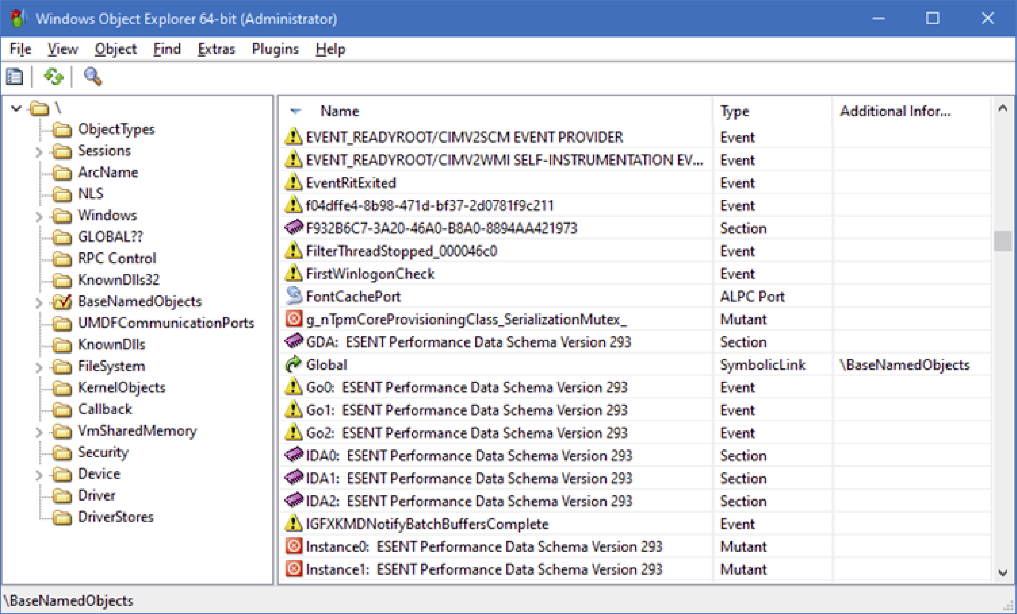 Windows Object Explorer 64-bit (Administrator)
File View Object Find Extras Plugins Help
\
ObjectTypes
Sessions
ArcName
NLS
Windows
GLOBAL??
RPC Control
KnownDlls32
BaseNamedObjects
UMDFCommunicationPorts
KnownDlls
FileSystem
KernelObjects
Callback
VmSharedMemory
Security
Device
Driver
DriverStores
Name Type Additional Infor...
EVENT_READYROOT/CIMV2SCM EVENT PROVIDER Event
EVENT_READYROOT/CIMV2WMI SELF-INSTRUMENTATION EV... Event
EventRitExited Event
f04dffe4-8b98-471d-bf37-2d0781f9c211 Event
F932B6C7-3A20-46A0-B8A0-8894AA421973 Section
FilterThreadStopped_000046c0 Event
FirstWinlogonCheck Event
FontCachePort ALPC Port
g_nTpmCoreProvisioningClass_SerializationMutex_ Mutant
GDA: ESENT Performance Data Schema Version 293 Section
Global SymbolicLink \BaseNamedObjects
Go0: ESENT Performance Data Schema Version 293 Event
Go1: ESENT Performance Data Schema Version 293 Event
Go2: ESENT Performance Data Schema Version 293 Event
IDA0: ESENT Performance Data Schema Version 293 Section
IDA1: ESENT Performance Data Schema Version 293 Section
IDA2: ESENT Performance Data Schema Version 293 Section
IGFXKMDNotifyBatchBuffersComplete Event
Instance0: ESENT Performance Data Schema Version 293 Mutant
Instance1: ESENT Performance Data Schema Version 293 Mutant
\BaseNamedObjects